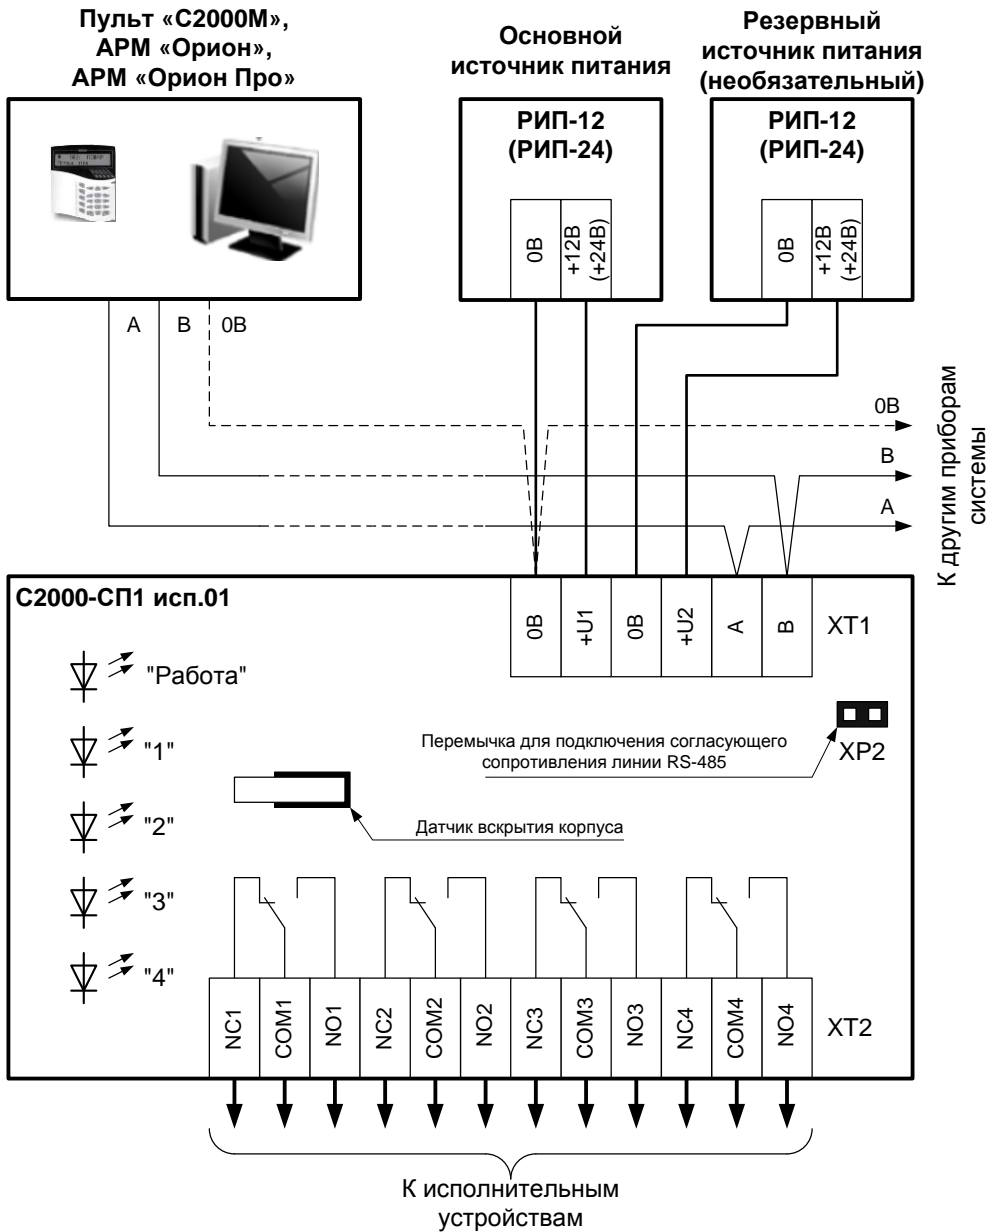 Пульт «С2000М»,
АРМ «Орион»,
АРМ «Орион Про»
Основной
источник питания
Резервный
источник питания
(необязательный)
РИП-12
(РИП-24)
0В
+12В
(+24В)
РИП-12
(РИП-24)
0В
+12В
(+24В)
А
В
0В
0В
В
А
К другим приборам
системы
С2000-СП1 исп.01
0В
+U1
0В
+U2
А
В
XT1
"Работа"
"1"
"2"
"3"
"4"
Перемычка для подключения согласующего
сопротивления линии RS-485
XP2
Датчик вскрытия корпуса
NC1
COM1
NO1
NC2
COM2
NO2
NC3
COM3
NO3
NC4
COM4
NO4
XT2
К исполнительным
устройствам